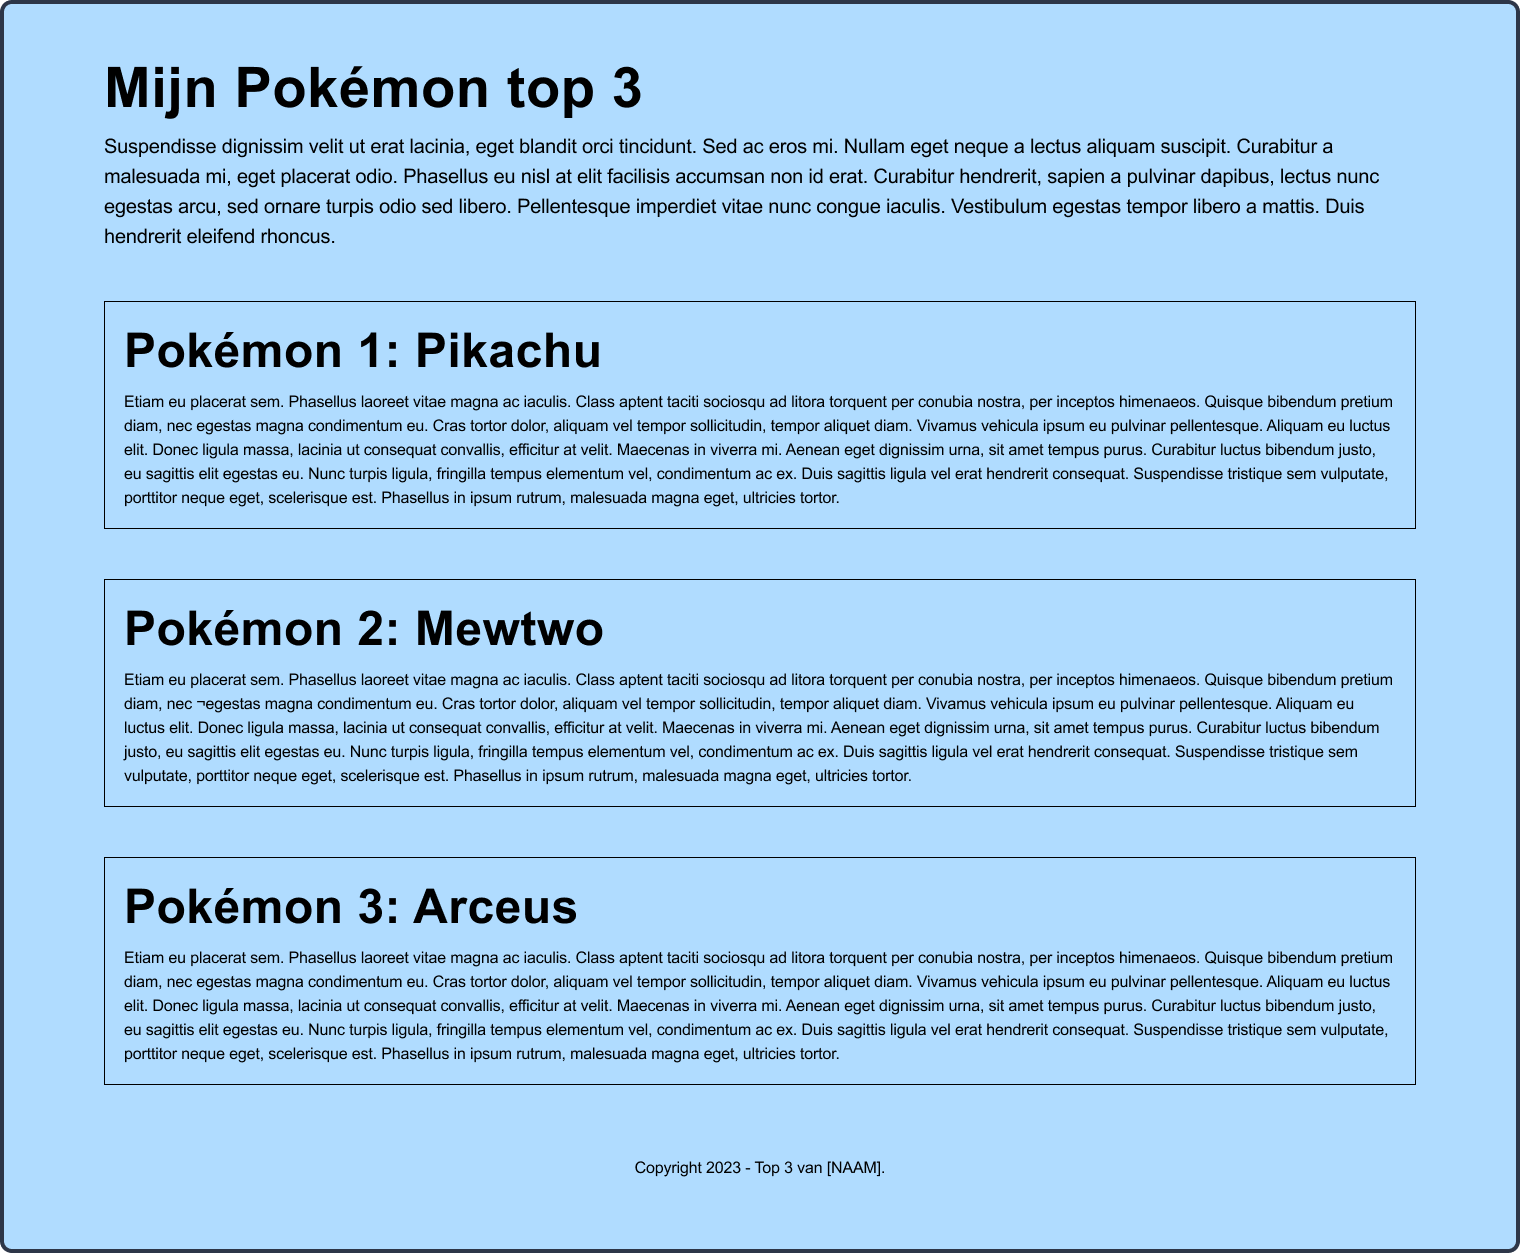 Mijn Pokémon top 3
Suspendisse dignissim velit ut erat lacinia, eget blandit orci tincidunt. Sed ac eros mi. Nullam eget neque a lectus aliquam suscipit. Curabitur a
malesuada mi, eget placerat odio. Phasellus eu nisl at elit facilisis accumsan non id erat. Curabitur hendrerit, sapien a pulvinar dapibus, lectus nunc
egestas arcu, sed ornare turpis odio sed libero. Pellentesque imperdiet vitae nunc congue iaculis. Vestibulum egestas tempor libero a mattis. Duis
hendrerit eleifend rhoncus.
Pokémon 1: Pikachu
Etiam eu placerat sem. Phasellus laoreet vitae magna ac iaculis. Class aptent taciti sociosqu ad litora torquent per conubia nostra, per inceptos himenaeos. Quisque bibendum pretium
diam, nec egestas magna condimentum eu. Cras tortor dolor, aliquam vel tempor sollicitudin, tempor aliquet diam. Vivamus vehicula ipsum eu pulvinar pellentesque. Aliquam eu luctus
elit. Donec ligula massa, lacinia ut consequat convallis, efficitur at velit. Maecenas in viverra mi. Aenean eget dignissim urna, sit amet tempus purus. Curabitur luctus bibendum justo,
eu sagittis elit egestas eu. Nunc turpis ligula, fringilla tempus elementum vel, condimentum ac ex. Duis sagittis ligula vel erat hendrerit consequat. Suspendisse tristique sem vulputate,
porttitor neque eget, scelerisque est. Phasellus in ipsum rutrum, malesuada magna eget, ultricies tortor.
Pokémon 2: Mewtwo
Etiam eu placerat sem. Phasellus laoreet vitae magna ac iaculis. Class aptent taciti sociosqu ad litora torquent per conubia nostra, per inceptos himenaeos. Quisque bibendum pretium
diam, nec ¬egestas magna condimentum eu. Cras tortor dolor, aliquam vel tempor sollicitudin, tempor aliquet diam. Vivamus vehicula ipsum eu pulvinar pellentesque. Aliquam eu
luctus elit. Donec ligula massa, lacinia ut consequat convallis, efficitur at velit. Maecenas in viverra mi. Aenean eget dignissim urna, sit amet tempus purus. Curabitur luctus bibendum
justo, eu sagittis elit egestas eu. Nunc turpis ligula, fringilla tempus elementum vel, condimentum ac ex. Duis sagittis ligula vel erat hendrerit consequat. Suspendisse tristique sem
vulputate, porttitor neque eget, scelerisque est. Phasellus in ipsum rutrum, malesuada magna eget, ultricies tortor.
Pokémon 3: Arceus
Etiam eu placerat sem. Phasellus laoreet vitae magna ac iaculis. Class aptent taciti sociosqu ad litora torquent per conubia nostra, per inceptos himenaeos. Quisque bibendum pretium
diam, nec egestas magna condimentum eu. Cras tortor dolor, aliquam vel tempor sollicitudin, tempor aliquet diam. Vivamus vehicula ipsum eu pulvinar pellentesque. Aliquam eu luctus
elit. Donec ligula massa, lacinia ut consequat convallis, efficitur at velit. Maecenas in viverra mi. Aenean eget dignissim urna, sit amet tempus purus. Curabitur luctus bibendum justo,
eu sagittis elit egestas eu. Nunc turpis ligula, fringilla tempus elementum vel, condimentum ac ex. Duis sagittis ligula vel erat hendrerit consequat. Suspendisse tristique sem vulputate,
porttitor neque eget, scelerisque est. Phasellus in ipsum rutrum, malesuada magna eget, ultricies tortor.
Copyright 2023 - Top 3 van [NAAM].